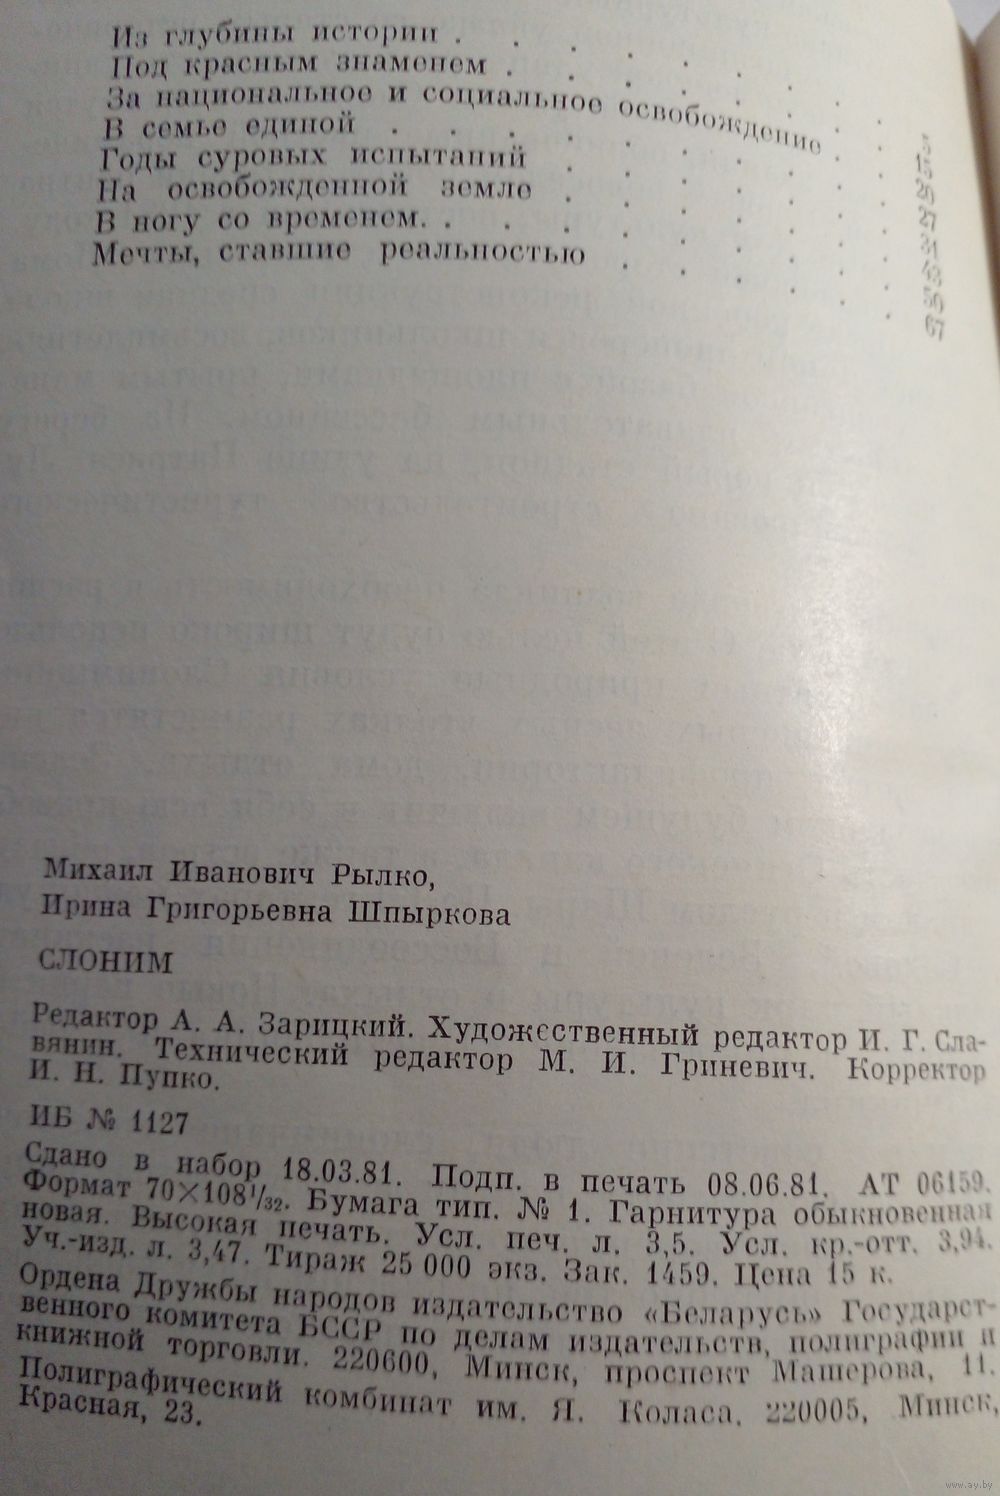 Из глубины истории . . . . . . . .
Под красным знаменем . . . . . . .
За национальное и социальное освобождение . .
В семье единой . . . . . . . . .
Годы суровых испытаний . . . . . .
На освобожденной земле . . . . . .
В ногу со временем. . . . . . . .
Мечты, ставшие реальностью . . . . .
Михаил Иванович Рылко,
Ирина Григорьевна Шпыркова
СЛОНИМ
Редактор А. А. Зарицкий. Художественный редактор И. Г. Сла-
вянин. Технический редактор М. И. Гриневич. Корректор
И. Н. Пупко.
ИБ № 1127
Сдано в набор 18.03.81. Подп. в печать 08.06.81. АТ 06159.
Формат 70×108¹/₃₂. Бумага тип. № 1. Гарнитура обыкновенная
новая. Высокая печать. Усл. печ. л. 3,5. Усл. кр.-отт. 3,94.
Уч.-изд. л. 3,47. Тираж 25 000 экз. Зак. 1459. Цена 15 к.
Ордена Дружбы народов издательство «Беларусь» Государст-
венного комитета БССР по делам издательств, полиграфии и
книжной торговли. 220600, Минск, проспект Машерова, 11.
Полиграфический комбинат им. Я. Коласа. 220005, Минск,
Красная, 23.
www.ay.by